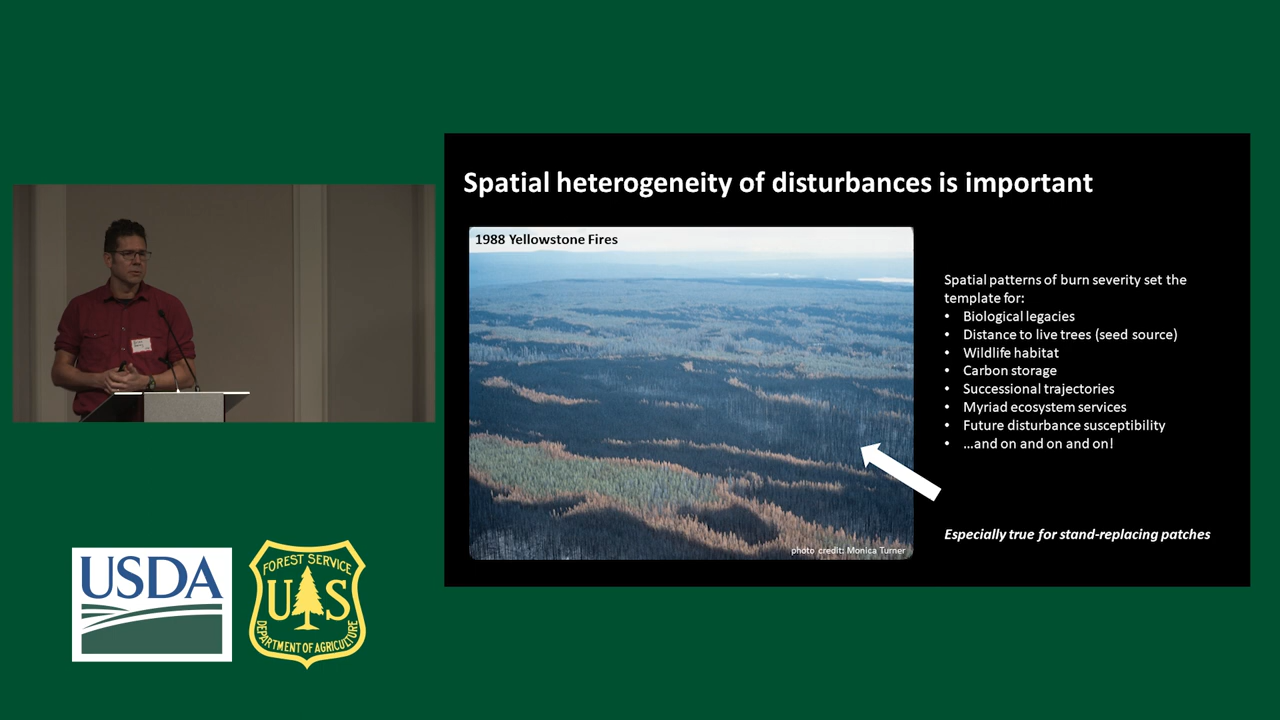 Spatial heterogeneity of disturbances is important
1988 Yellowstone Fires
photo credit: Monica Turner
Spatial patterns of burn severity set the
template for:
• Biological legacies
• Distance to live trees (seed source)
• Wildlife habitat
• Carbon storage
• Successional trajectories
• Myriad ecosystem services
• Future disturbance susceptibility
• ...and on and on and on!
Especially true for stand-replacing patches
USDA
FOREST SERVICE
U S
DEPARTMENT OF AGRICULTURE